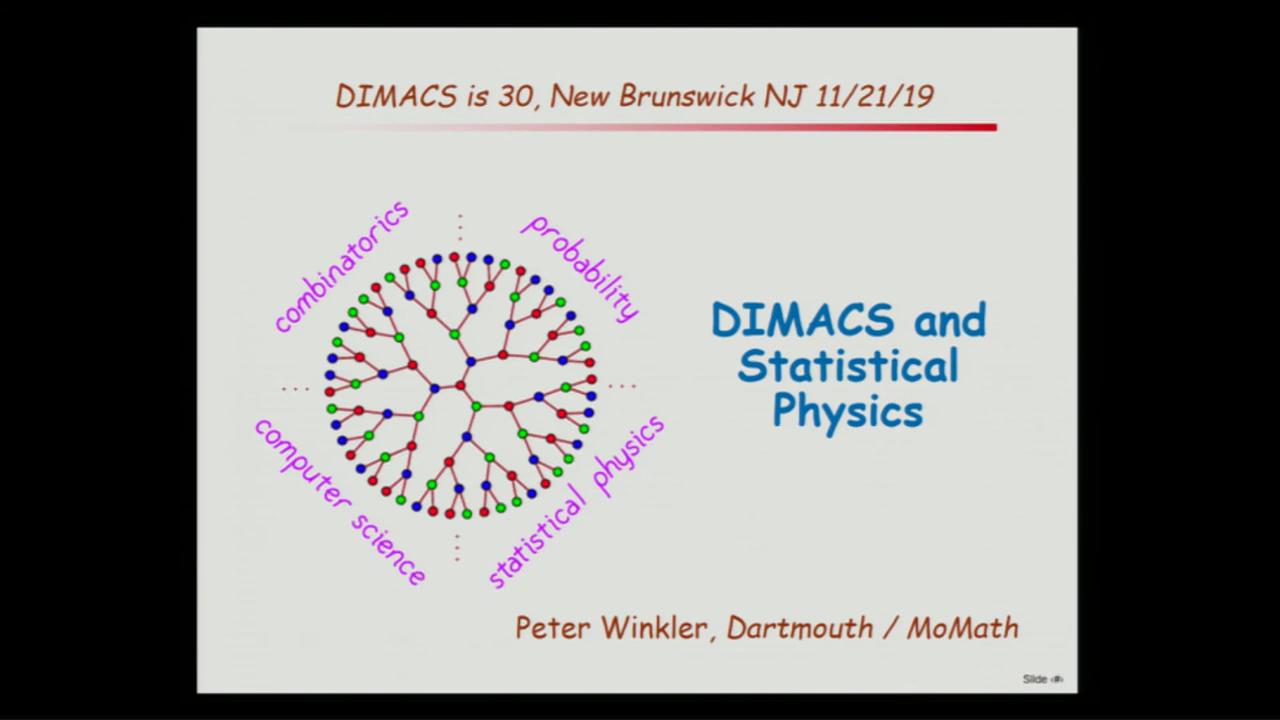 DIMACS is 30, New Brunswick NJ 11/21/19
combinatorics
probability
DIMACS and
Statistical
Physics
computer science
statistical physics
Peter Winkler, Dartmouth / MoMath
Slide ‹#›